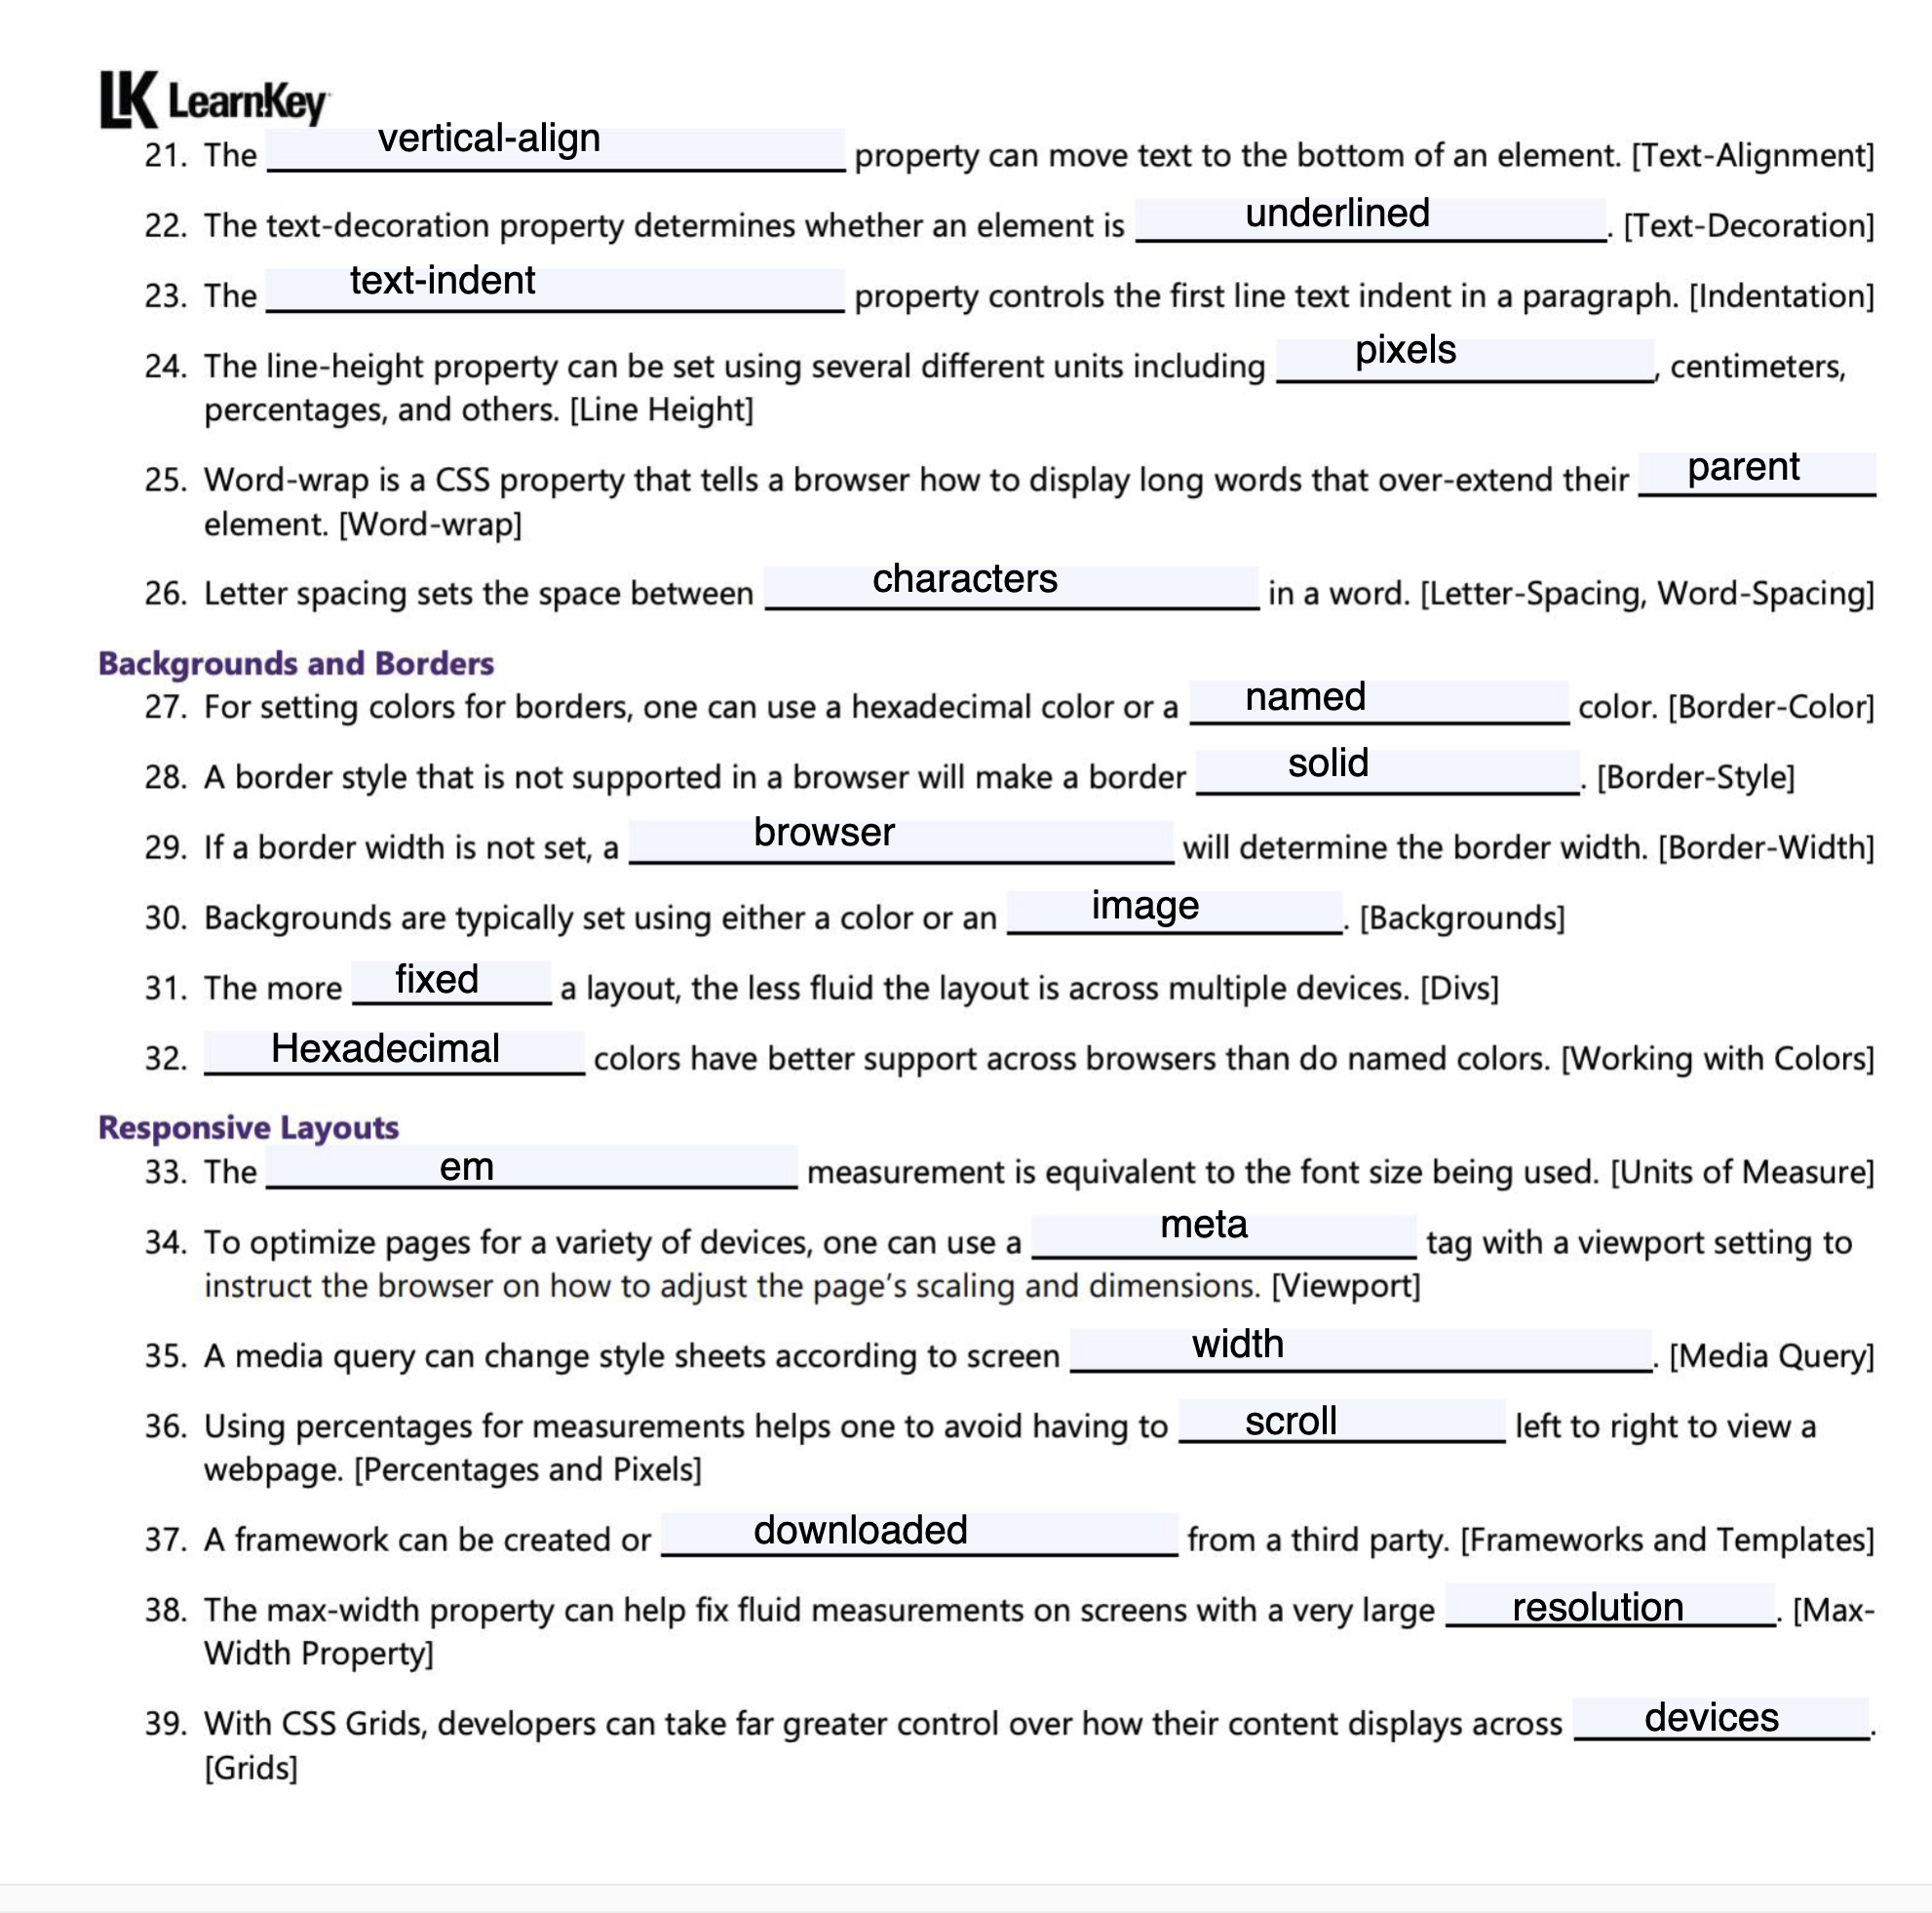 LK LearnKey
21. The vertical-align property can move text to the bottom of an element. [Text-Alignment]
22. The text-decoration property determines whether an element is underlined. [Text-Decoration]
23. The text-indent property controls the first line text indent in a paragraph. [Indentation]
24. The line-height property can be set using several different units including pixels, centimeters,
percentages, and others. [Line Height]
25. Word-wrap is a CSS property that tells a browser how to display long words that over-extend their parent
element. [Word-wrap]
26. Letter spacing sets the space between characters in a word. [Letter-Spacing, Word-Spacing]
Backgrounds and Borders
27. For setting colors for borders, one can use a hexadecimal color or a named color. [Border-Color]
28. A border style that is not supported in a browser will make a border solid. [Border-Style]
29. If a border width is not set, a browser will determine the border width. [Border-Width]
30. Backgrounds are typically set using either a color or an image. [Backgrounds]
31. The more fixed a layout, the less fluid the layout is across multiple devices. [Divs]
32. Hexadecimal colors have better support across browsers than do named colors. [Working with Colors]
Responsive Layouts
33. The em measurement is equivalent to the font size being used. [Units of Measure]
34. To optimize pages for a variety of devices, one can use a meta tag with a viewport setting to
instruct the browser on how to adjust the page’s scaling and dimensions. [Viewport]
35. A media query can change style sheets according to screen width. [Media Query]
36. Using percentages for measurements helps one to avoid having to scroll left to right to view a
webpage. [Percentages and Pixels]
37. A framework can be created or downloaded from a third party. [Frameworks and Templates]
38. The max-width property can help fix fluid measurements on screens with a very large resolution. [Max-
Width Property]
39. With CSS Grids, developers can take far greater control over how their content displays across devices.
[Grids]